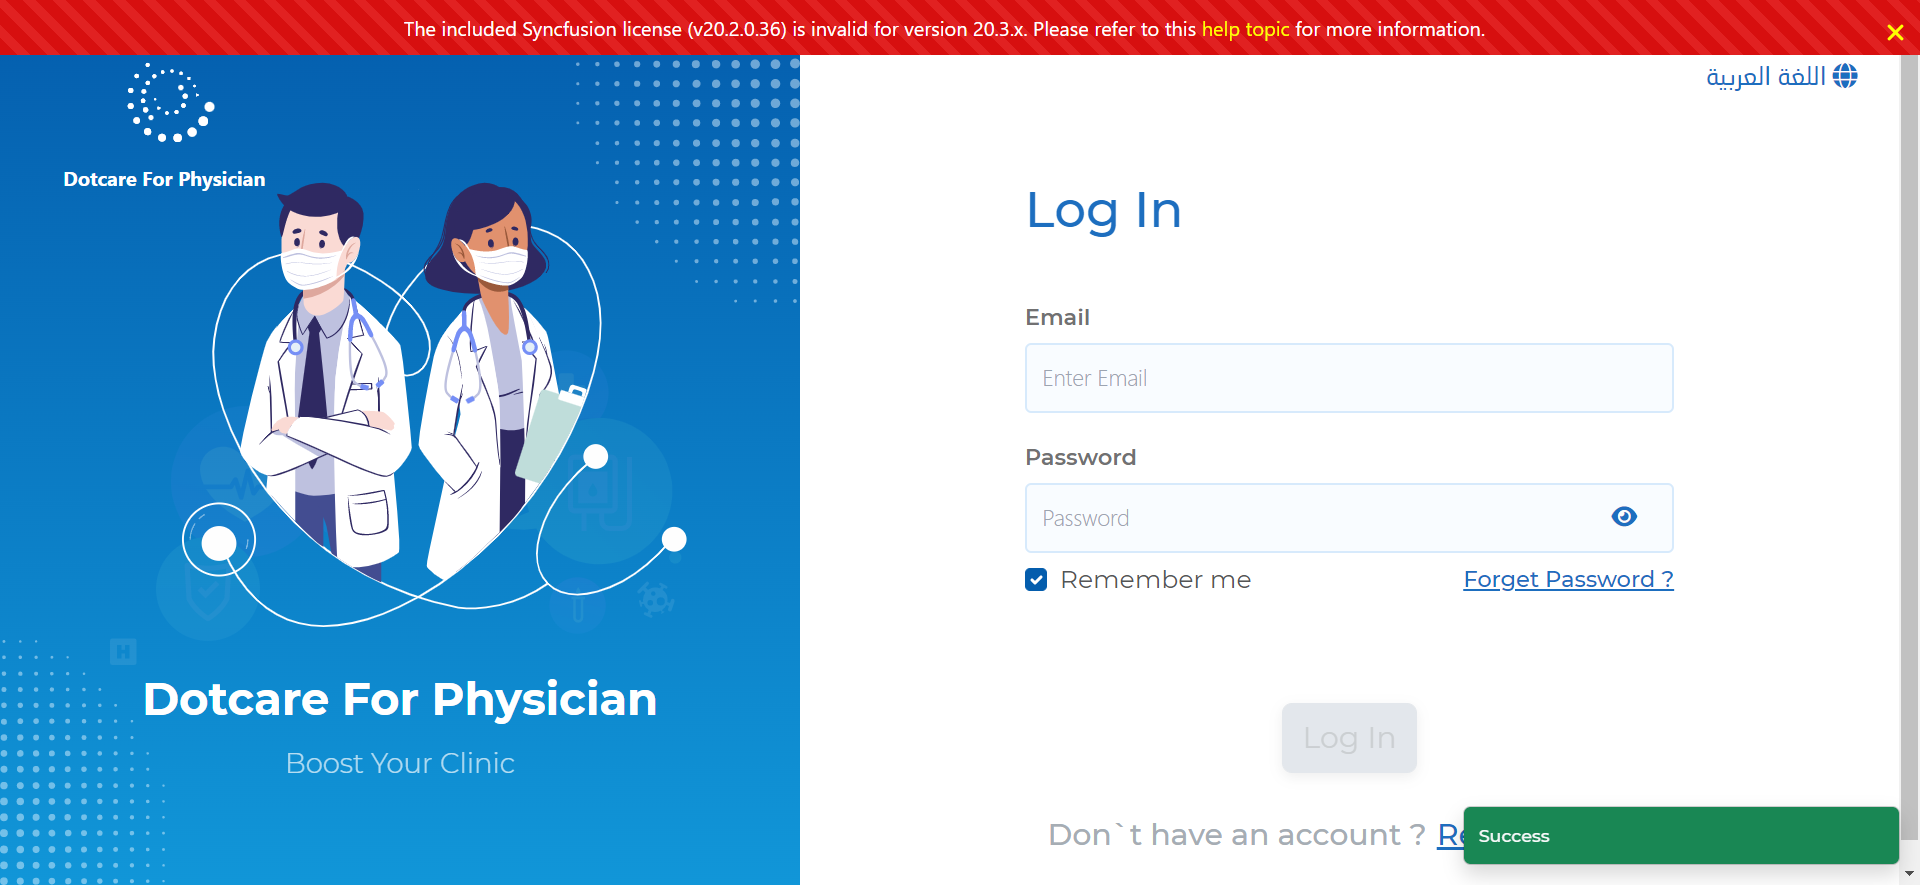 The included Syncfusion license (v20.2.0.36) is invalid for version 20.3.x. Please refer to this help topic for more information.
اللغة العربية
Dotcare For Physician
Log In
Email
Enter Email
Password
Password
Remember me
Forget Password ?
H
Dotcare For Physician
Boost Your Clinic
Log In
Don`t have an account ?
Success